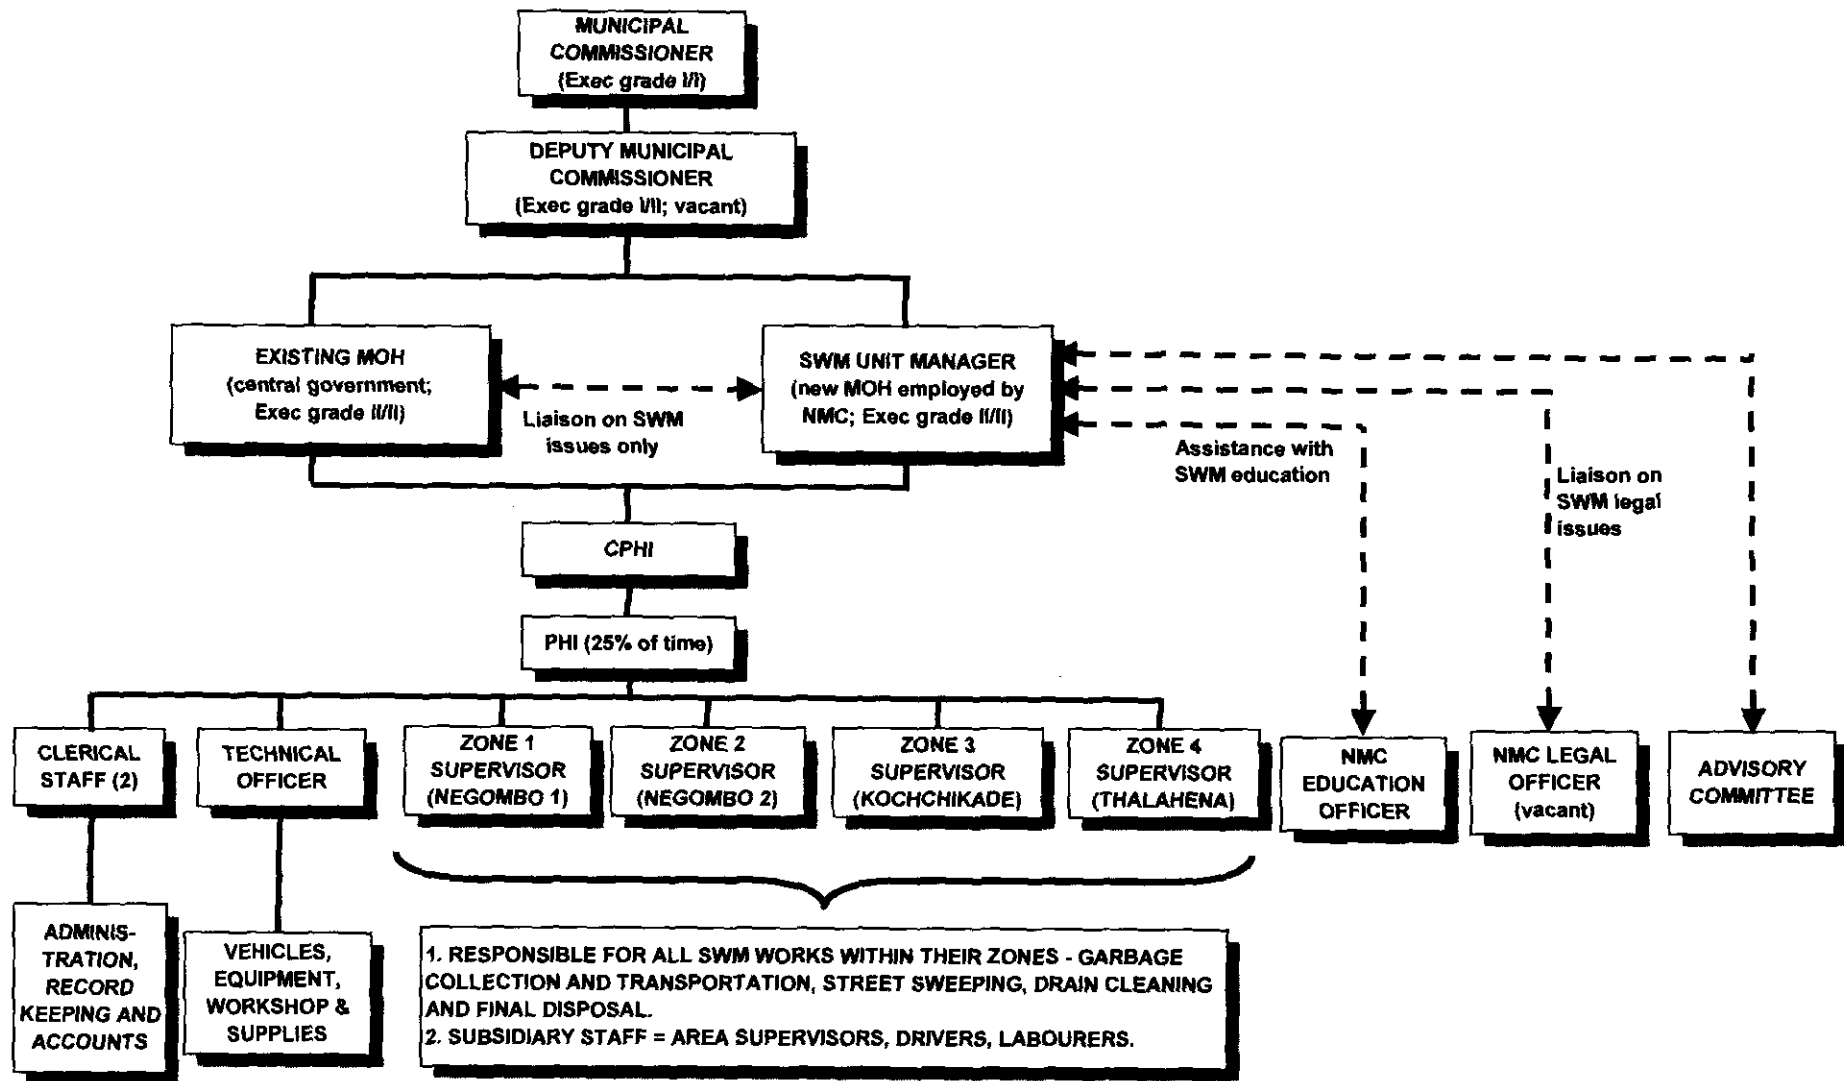 MUNICIPAL
COMMISSIONER
(Exec grade I/I)
DEPUTY MUNICIPAL
COMMISSIONER
(Exec grade I/II; vacant)
EXISTING MOH
(central government;
Exec grade II/II)
Liaison on SWM
issues only
SWM UNIT MANAGER
(new MOH employed by
NMC; Exec grade II/II)
Assistance with
SWM education
Liaison on
SWM legal
issues
CPHI
PHI (25% of time)
CLERICAL
STAFF (2)
TECHNICAL
OFFICER
ZONE 1
SUPERVISOR
(NEGOMBO 1)
ZONE 2
SUPERVISOR
(NEGOMBO 2)
ZONE 3
SUPERVISOR
(KOCHCHIKADE)
ZONE 4
SUPERVISOR
(THALAHENA)
NMC
EDUCATION
OFFICER
NMC LEGAL
OFFICER
(vacant)
ADVISORY
COMMITTEE
ADMINIS-
TRATION,
RECORD
KEEPING AND
ACCOUNTS
VEHICLES,
EQUIPMENT,
WORKSHOP &
SUPPLIES
1. RESPONSIBLE FOR ALL SWM WORKS WITHIN THEIR ZONES - GARBAGE
COLLECTION AND TRANSPORTATION, STREET SWEEPING, DRAIN CLEANING
AND FINAL DISPOSAL.
2. SUBSIDIARY STAFF = AREA SUPERVISORS, DRIVERS, LABOURERS.